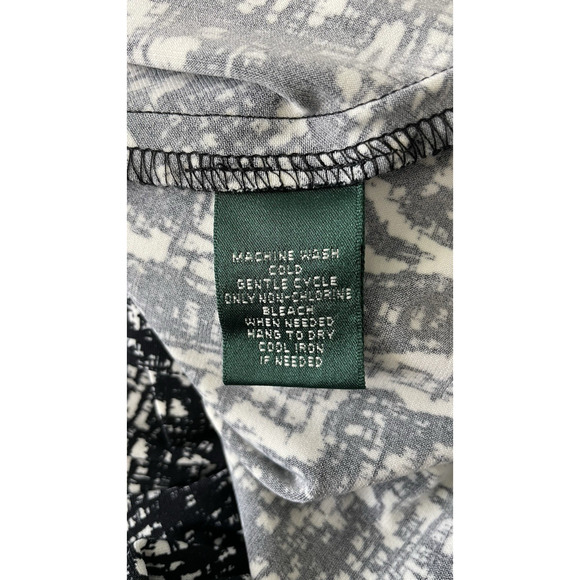 MACHINE WASH
COLD
GENTLE CYCLE
ONLY NON-CHLORINE
BLEACH
WHEN NEEDED
HANG TO DRY
COOL IRON
IF NEEDED